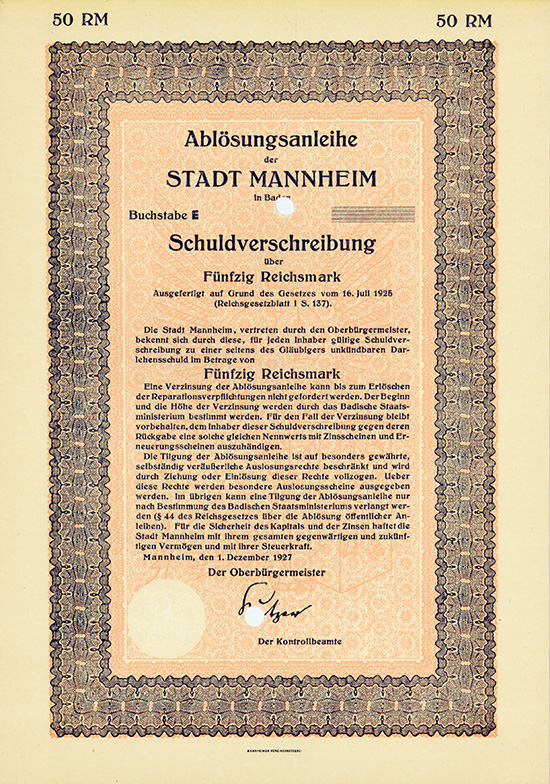 50 RM
50 RM
Ablösungsanleihe
der
STADT MANNHEIM
in Baden
Buchstabe E
Schuldverschreibung
über
Fünfzig Reichsmark
Ausgefertigt auf Grund des Gesetzes vom 16. Juli 1925
(Reichsgesetzblatt I S. 137).
Die Stadt Mannheim, vertreten durch den Oberbürgermeister,
bekennt sich durch diese, für jeden Inhaber gültige Schuldver-
schreibung zu einer seitens des Gläubigers unkündbaren Dar-
lehensschuld im Betrage von
Fünfzig Reichsmark
Eine Verzinsung der Ablösungsanleihe kann bis zum Erlöschen
der Reparationsverpflichtungen nicht gefordert werden. Der Beginn
und die Höhe der Verzinsung werden durch das Badische Staats-
ministerium bestimmt werden. Für den Fall der Verzinsung bleibt
vorbehalten, dem Inhaber dieser Schuldverschreibung gegen deren
Rückgabe eine solche gleichen Nennwerts mit Zinsscheinen und Er-
neuerungsscheinen auszuhändigen.
Die Tilgung der Ablösungsanleihe ist auf besonders gewährte,
selbständig veräußerliche Auslosungsrechte beschränkt und wird
durch Ziehung oder Einlösung dieser Rechte vollzogen. Ueber
diese Rechte werden besondere Auslosungsscheine ausgegeben
werden. Im übrigen kann eine Tilgung der Ablösungsanleihe nur
nach Bestimmung des Badischen Staatsministeriums verlangt wer-
den (§ 44 des Reichsgesetzes über die Ablösung öffentlicher An-
leihen). Für die Sicherheit des Kapitals und der Zinsen haftet die
Stadt Mannheim mit ihrem gesamten gegenwärtigen und zukünf-
tigen Vermögen und mit ihrer Steuerkraft.
Mannheim, den 1. Dezember 1927
Der Oberbürgermeister
Der Kontrollbeamte